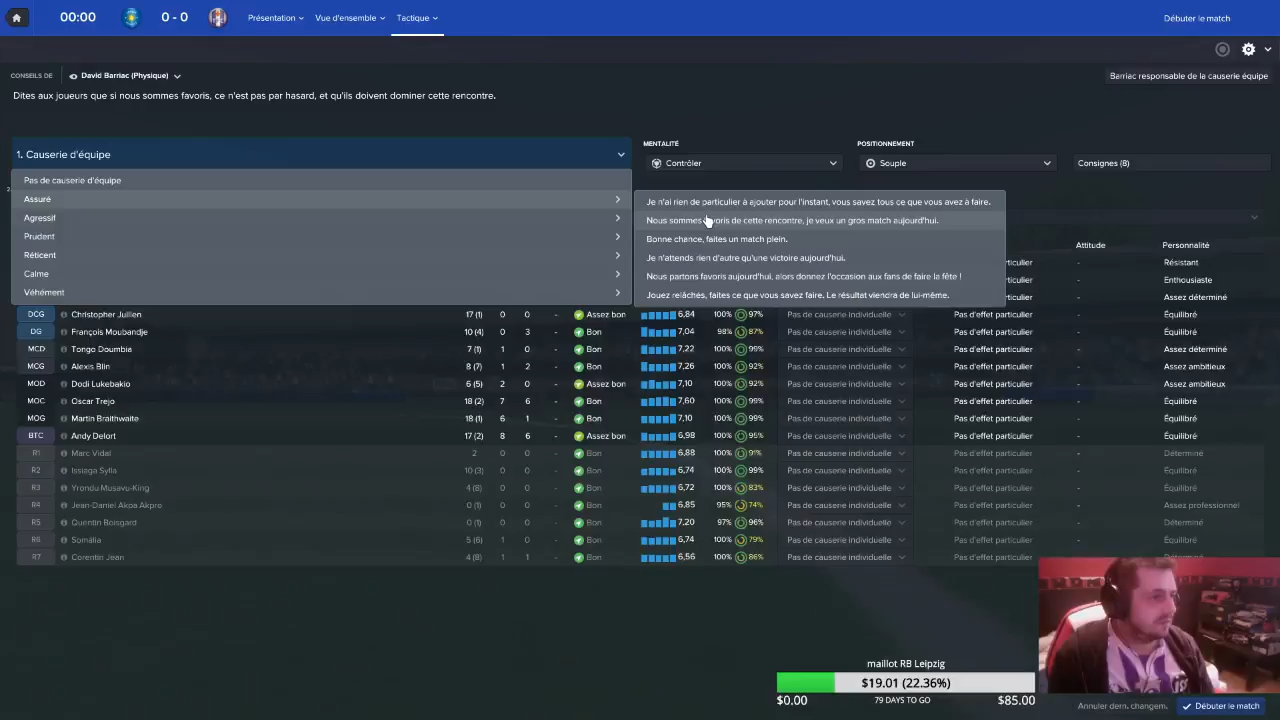 00:00 0 - 0 Présentation Vue d'ensemble Tactique Débuter le match
CONSEILS DE David Barriac (Physique) Barriac responsable de la causerie équipe
Dites aux joueurs que si nous sommes favoris, ce n'est pas par hasard, et qu'ils doivent dominer cette rencontre.
MENTALITÉ POSITIONNEMENT
1. Causerie d'équipe Contrôler Souple Consignes (8)
Pas de causerie d'équipe
Assuré
Agressif
Prudent
Réticent
Calme
Véhément
Je n'ai rien de particulier à ajouter pour l'instant, vous savez tous ce que vous avez à faire.
Nous sommes favoris de cette rencontre, je veux un gros match aujourd'hui.
Bonne chance, faites un match plein.
Je n'attends rien d'autre qu'une victoire aujourd'hui.
Nous partons favoris aujourd'hui, alors donnez l'occasion aux fans de faire la fête !
Jouez relâchés, faites ce que vous savez faire. Le résultat viendra de lui-même.
Attitude Personnalité
particulier - Résistant
particulier - Enthousiaste
particulier - Assez déterminé
DCG Christopher Jullien 17 (1) 0 0 - Assez bon 6,84 100% 97% Pas de causerie individuelle Pas d'effet particulier - Équilibré
DG François Moubandje 10 (4) 0 3 - Bon 7,04 98% 87% Pas de causerie individuelle Pas d'effet particulier - Équilibré
MCD Tongo Doumbia 7 (1) 1 0 - Bon 7,22 100% 99% Pas de causerie individuelle Pas d'effet particulier - Assez déterminé
MCG Alexis Blin 8 (7) 1 2 - Bon 7,26 100% 92% Pas de causerie individuelle Pas d'effet particulier - Assez ambitieux
MOD Dodi Lukebakio 6 (5) 2 0 - Assez bon 7,10 100% 92% Pas de causerie individuelle Pas d'effet particulier - Assez ambitieux
MOC Oscar Trejo 18 (2) 7 6 - Bon 7,60 100% 99% Pas de causerie individuelle Pas d'effet particulier - Équilibré
MOG Martin Braithwaite 18 (1) 6 1 - Bon 7,10 100% 99% Pas de causerie individuelle Pas d'effet particulier - Équilibré
BTC Andy Delort 17 (2) 8 6 - Assez bon 6,98 100% 95% Pas de causerie individuelle Pas d'effet particulier - Équilibré
R1 Marc Vidal 2 0 0 - Bon 6,88 100% 91% Pas de causerie individuelle Pas d'effet particulier - Déterminé
R2 Issiaga Sylla 10 (3) 0 0 - Bon 6,74 100% 99% Pas de causerie individuelle Pas d'effet particulier - Équilibré
R3 Yrondu Musavu-King 4 (8) 0 0 - Bon 6,72 100% 83% Pas de causerie individuelle Pas d'effet particulier - Équilibré
R4 Jean-Daniel Akpa Akpro 0 (1) 0 0 - Bon 6,85 95% 74% Pas de causerie individuelle Pas d'effet particulier - Assez professionnel
R5 Quentin Boisgard 0 (1) 0 0 - Bon 7,20 97% 96% Pas de causerie individuelle Pas d'effet particulier - Déterminé
R6 Somália 5 (6) 1 0 - Bon 6,74 100% 79% Pas de causerie individuelle Pas d'effet particulier - Équilibré
R7 Corentin Jean 4 (8) 1 1 - Bon 6,56 100% 86% Pas de causerie individuelle Pas d'effet particulier -
maillot RB Leipzig
$19.01 (22.36%)
$0.00 79 DAYS TO GO $85.00
Annuler dern. changem. Débuter le match